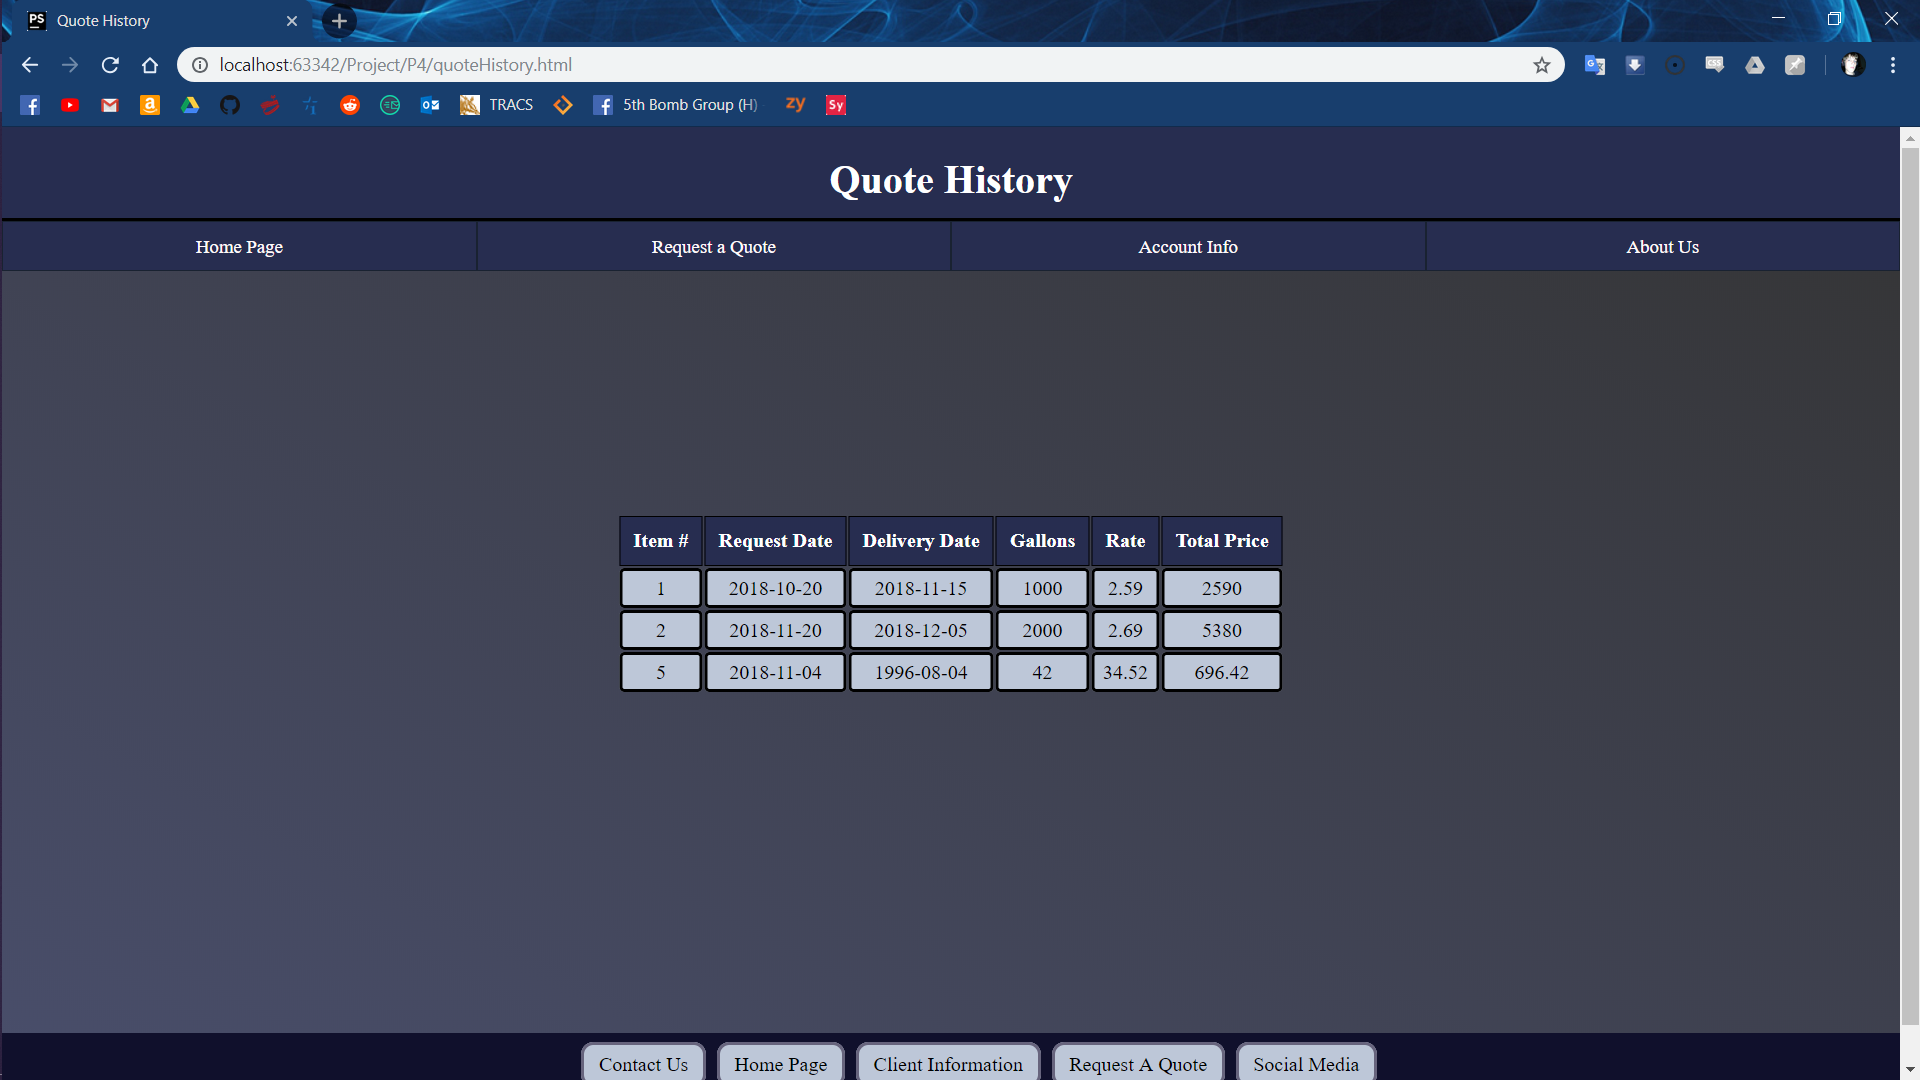 PS Quote History
localhost:63342/Project/P4/quoteHistory.html
TRACS 5th Bomb Group (H) zy Sy
Quote History
Home Page Request a Quote Account Info About Us
Item # Request Date Delivery Date Gallons Rate Total Price
1 2018-10-20 2018-11-15 1000 2.59 2590
2 2018-11-20 2018-12-05 2000 2.69 5380
5 2018-11-04 1996-08-04 42 34.52 696.42
Contact Us Home Page Client Information Request A Quote Social Media